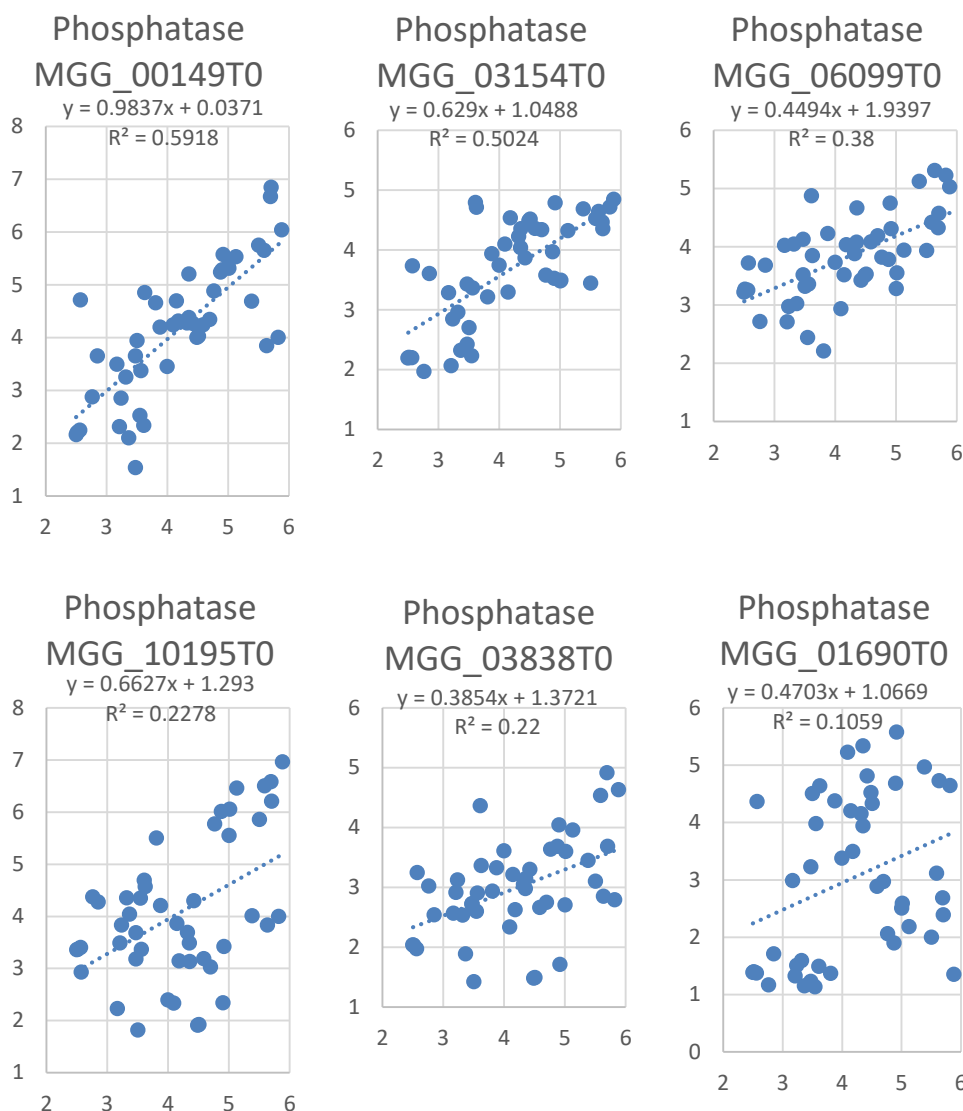 Phosphatase
MGG_00149T0
y = 0.9837x + 0.0371
R² = 0.5918
8
7
6
5
4
3
2
1
2 3 4 5 6
Phosphatase
MGG_03154T0
y = 0.629x + 1.0488
R² = 0.5024
6
5
4
3
2
1
2 3 4 5 6
Phosphatase
MGG_06099T0
y = 0.4494x + 1.9397
R² = 0.38
6
5
4
3
2
1
2 3 4 5 6
Phosphatase
MGG_10195T0
y = 0.6627x + 1.293
R² = 0.2278
8
7
6
5
4
3
2
1
2 3 4 5 6
Phosphatase
MGG_03838T0
y = 0.3854x + 1.3721
R² = 0.22
6
5
4
3
2
1
2 3 4 5 6
Phosphatase
MGG_01690T0
y = 0.4703x + 1.0669
R² = 0.1059
6
5
4
3
2
1
0
2 3 4 5 6